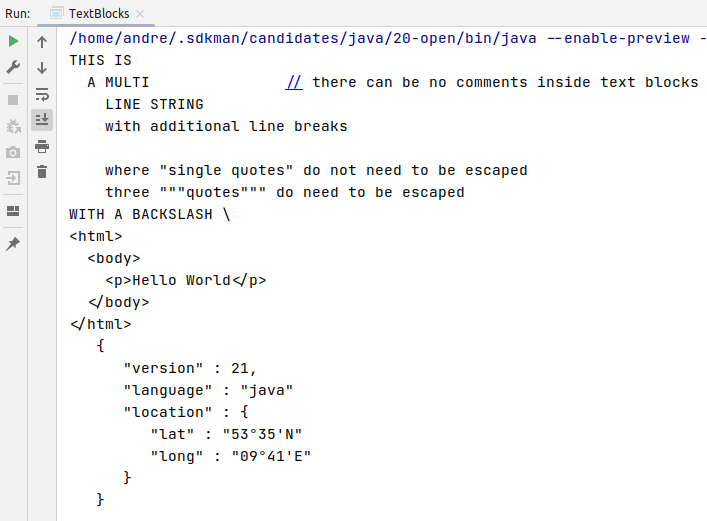 Run: TextBlocks
/home/andre/.sdkman/candidates/java/20-open/bin/java --enable-preview -
THIS IS
  A MULTI               // there can be no comments inside text blocks
    LINE STRING
    with additional line breaks

    where "single quotes" do not need to be escaped
    three """quotes""" do need to be escaped
WITH A BACKSLASH \
<html>
  <body>
    <p>Hello World</p>
  </body>
</html>
   {
      "version" : 21,
      "language" : "java"
      "location" : {
         "lat" : "53°35'N"
         "long" : "09°41'E"
      }
   }